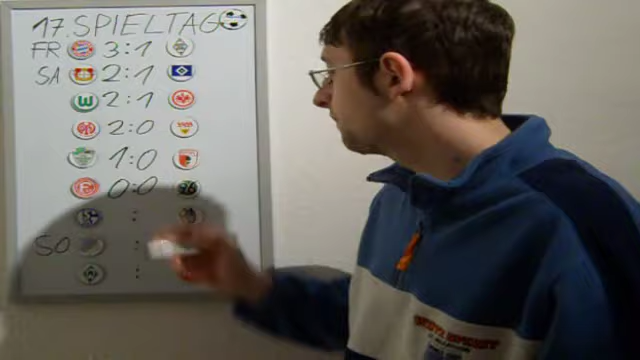 17. SPIELTAG
FR 3:1
SA 2:1
2:1
2:0
1:0
0:0
:
SO :
: